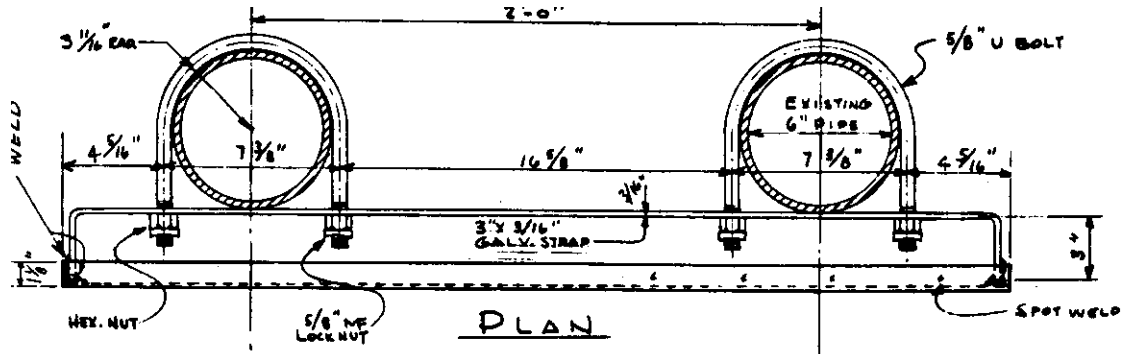 2'-0"
3 11/16" RAD.
5/8" U BOLT
WELD
EXISTING
6" PIPE
4 5/16"
7 3/8"
16 5/8"
7 3/8"
4 5/16"
3/16"
3" X 3/16"
GALV. STRAP
3"
1 1/8"
HEX. NUT
5/8" NF
LOCKNUT
PLAN
SPOT WELD